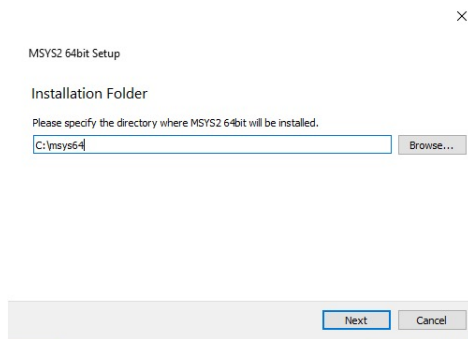 MSYS2 64bit Setup
Installation Folder
Please specify the directory where MSYS2 64bit will be installed.
C:\msys64
Browse...
Next
Cancel